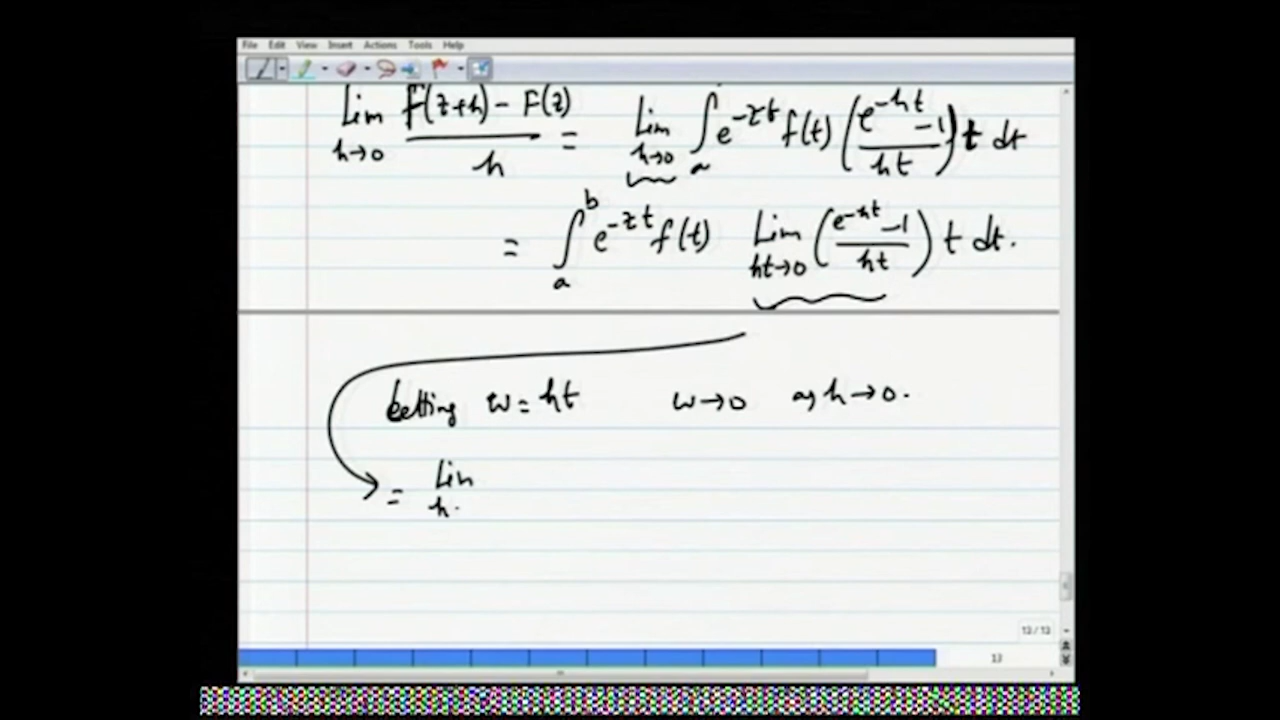 File Edit View Insert Actions Tools Help
Lim h→0 (F(z+h) - F(z))/h = Lim h→0 ∫a e^{-zt} f(t) ((e^{-ht} - 1)/ht) t dt
= ∫a^b e^{-zt} f(t) Lim ht→0 ((e^{-ht} - 1)/ht) t dt.
Letting w = ht w→0 as h→0.
= Lim h.
13 / 13
13